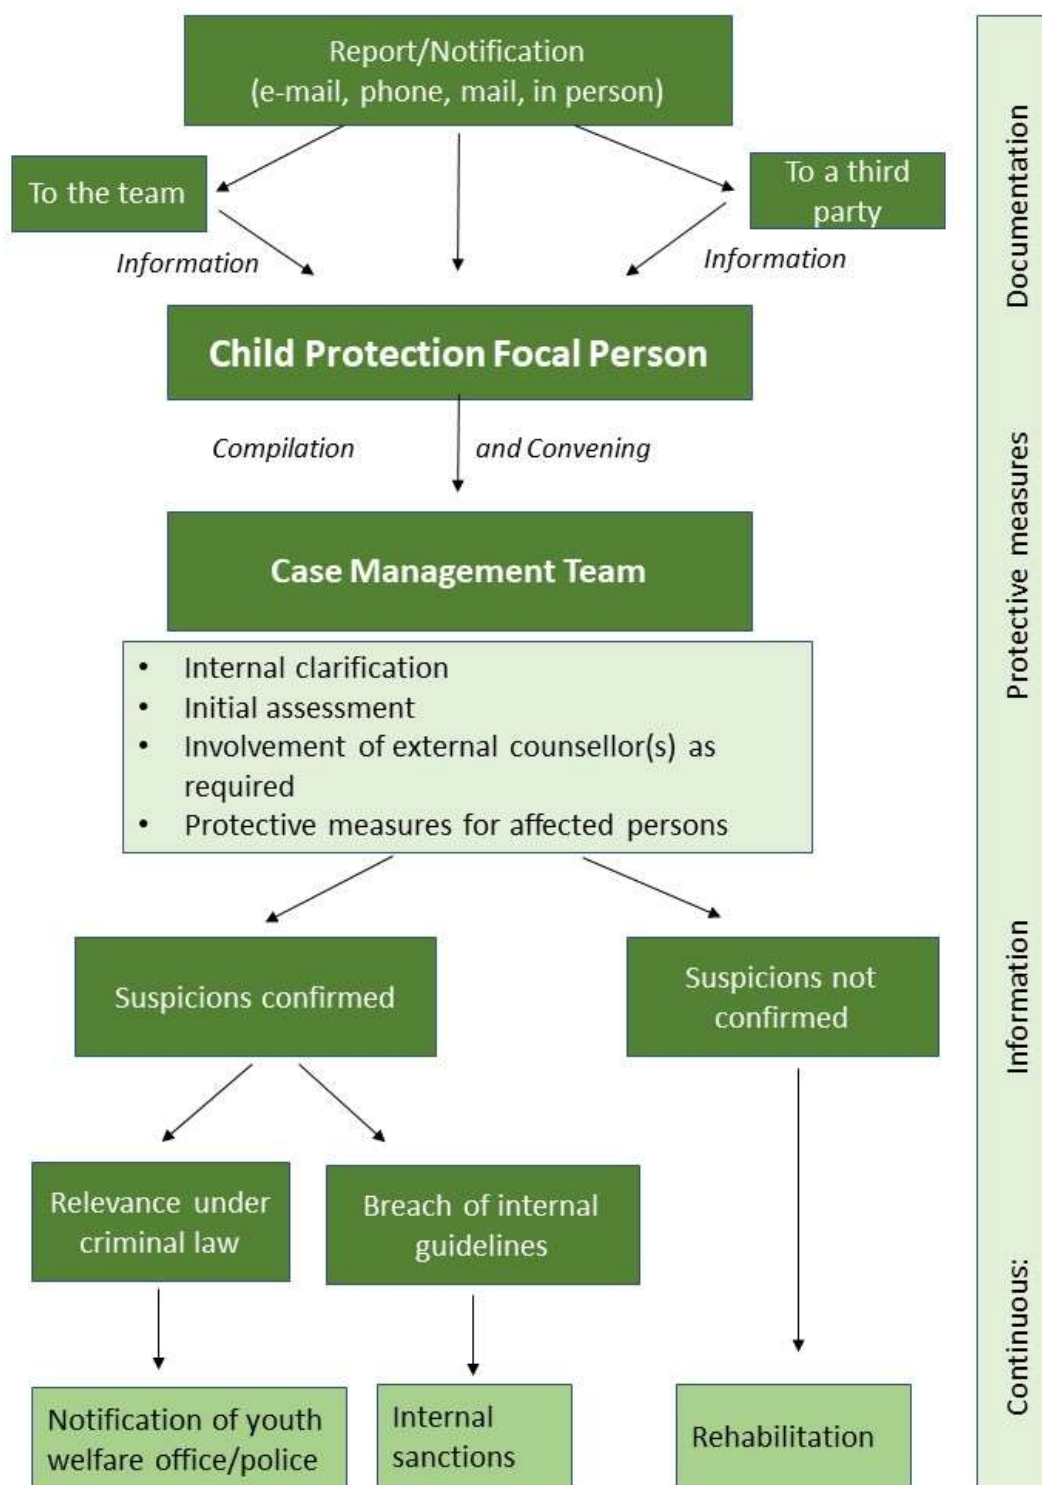 Report/Notification
(e-mail, phone, mail, in person)
To the team
To a third
party
Information
Information
Child Protection Focal Person
Compilation
and Convening
Case Management Team
• Internal clarification
• Initial assessment
• Involvement of external counsellor(s) as
required
• Protective measures for affected persons
Suspicions confirmed
Suspicions not
confirmed
Relevance under
criminal law
Breach of internal
guidelines
Notification of youth
welfare office/police
Internal
sanctions
Rehabilitation
Continuous: Information Protective measures Documentation